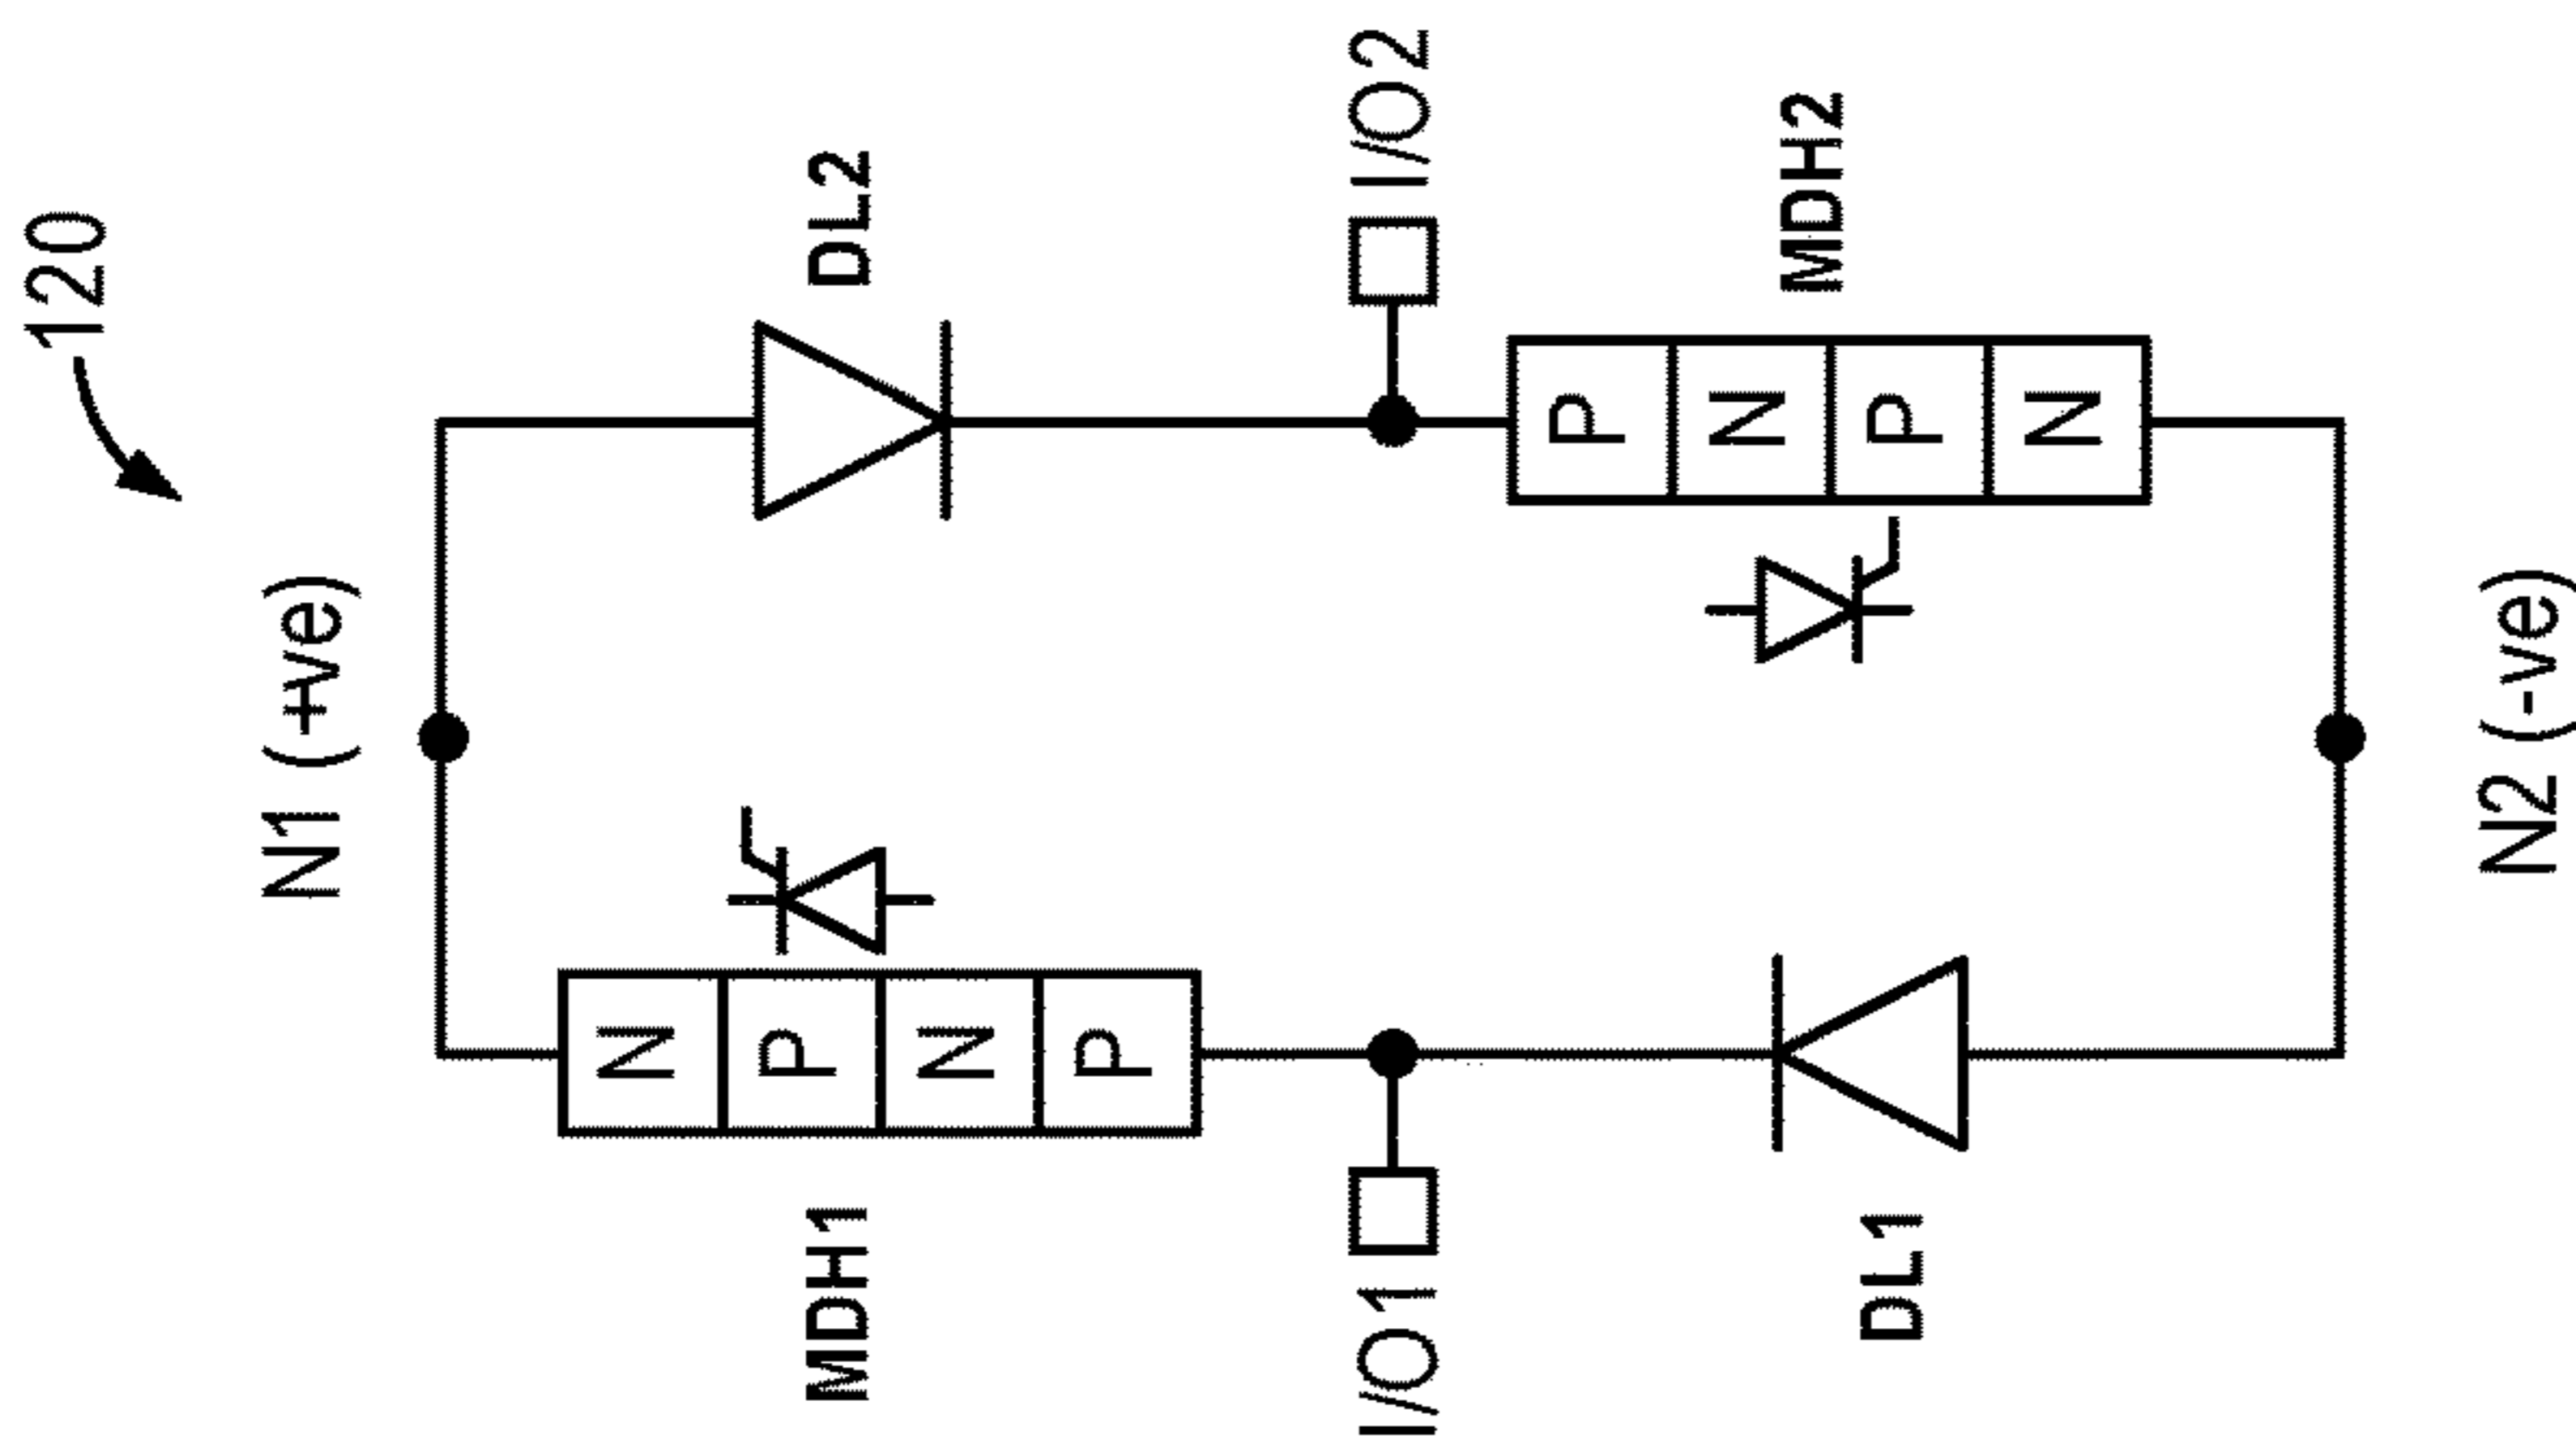 120
N1 (+ve)
MDH1
N
P
N
P
DL2
I/O1
I/O2
DL1
P
N
P
N
MDH2
N2 (-ve)